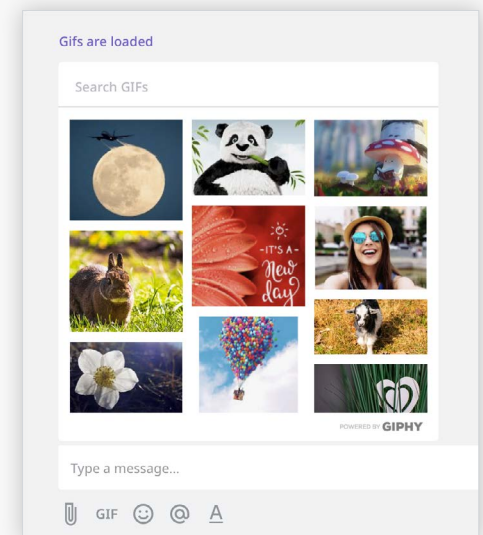 Gifs are loaded
Search GIFs
-IT'S A-
New
day
POWERED BY GIPHY
Type a message...
GIF
@
A